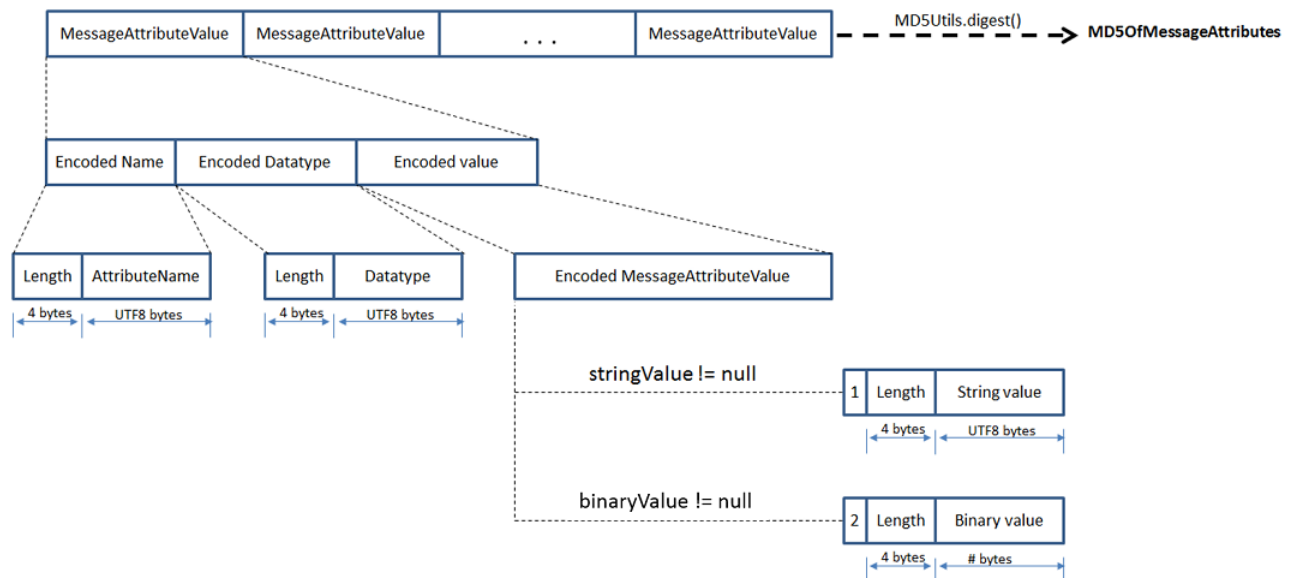 MessageAttributeValue MessageAttributeValue . . . MessageAttributeValue MD5Utils.digest() MD5OfMessageAttributes
Encoded Name Encoded Datatype Encoded value
Length AttributeName Length Datatype Encoded MessageAttributeValue
4 bytes UTF8 bytes 4 bytes UTF8 bytes
stringValue != null
1 Length String value
4 bytes UTF8 bytes
binaryValue != null
2 Length Binary value
4 bytes # bytes